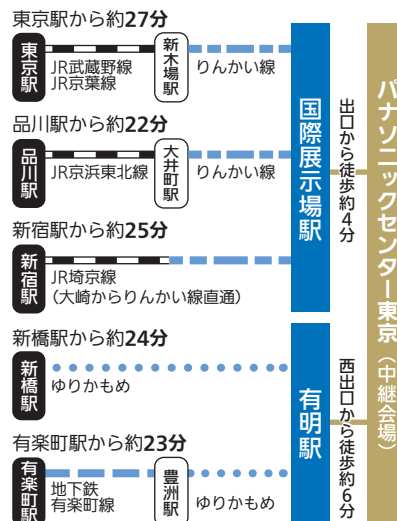 東京駅から約27分
東京駅
JR武蔵野線
JR京葉線
新木場駅
りんかい線
品川駅から約22分
品川駅
JR京浜東北線
大井町駅
りんかい線
新宿駅から約25分
新宿駅
JR埼京線
（大崎からりんかい線直通）
国際展示場駅
出口から徒歩約4分
新橋駅から約24分
新橋駅
ゆりかもめ
有楽町駅から約23分
有楽町駅
地下鉄
有楽町線
豊洲駅
ゆりかもめ
有明駅
西出口から徒歩約6分
パナソニックセンター東京（中継会場）